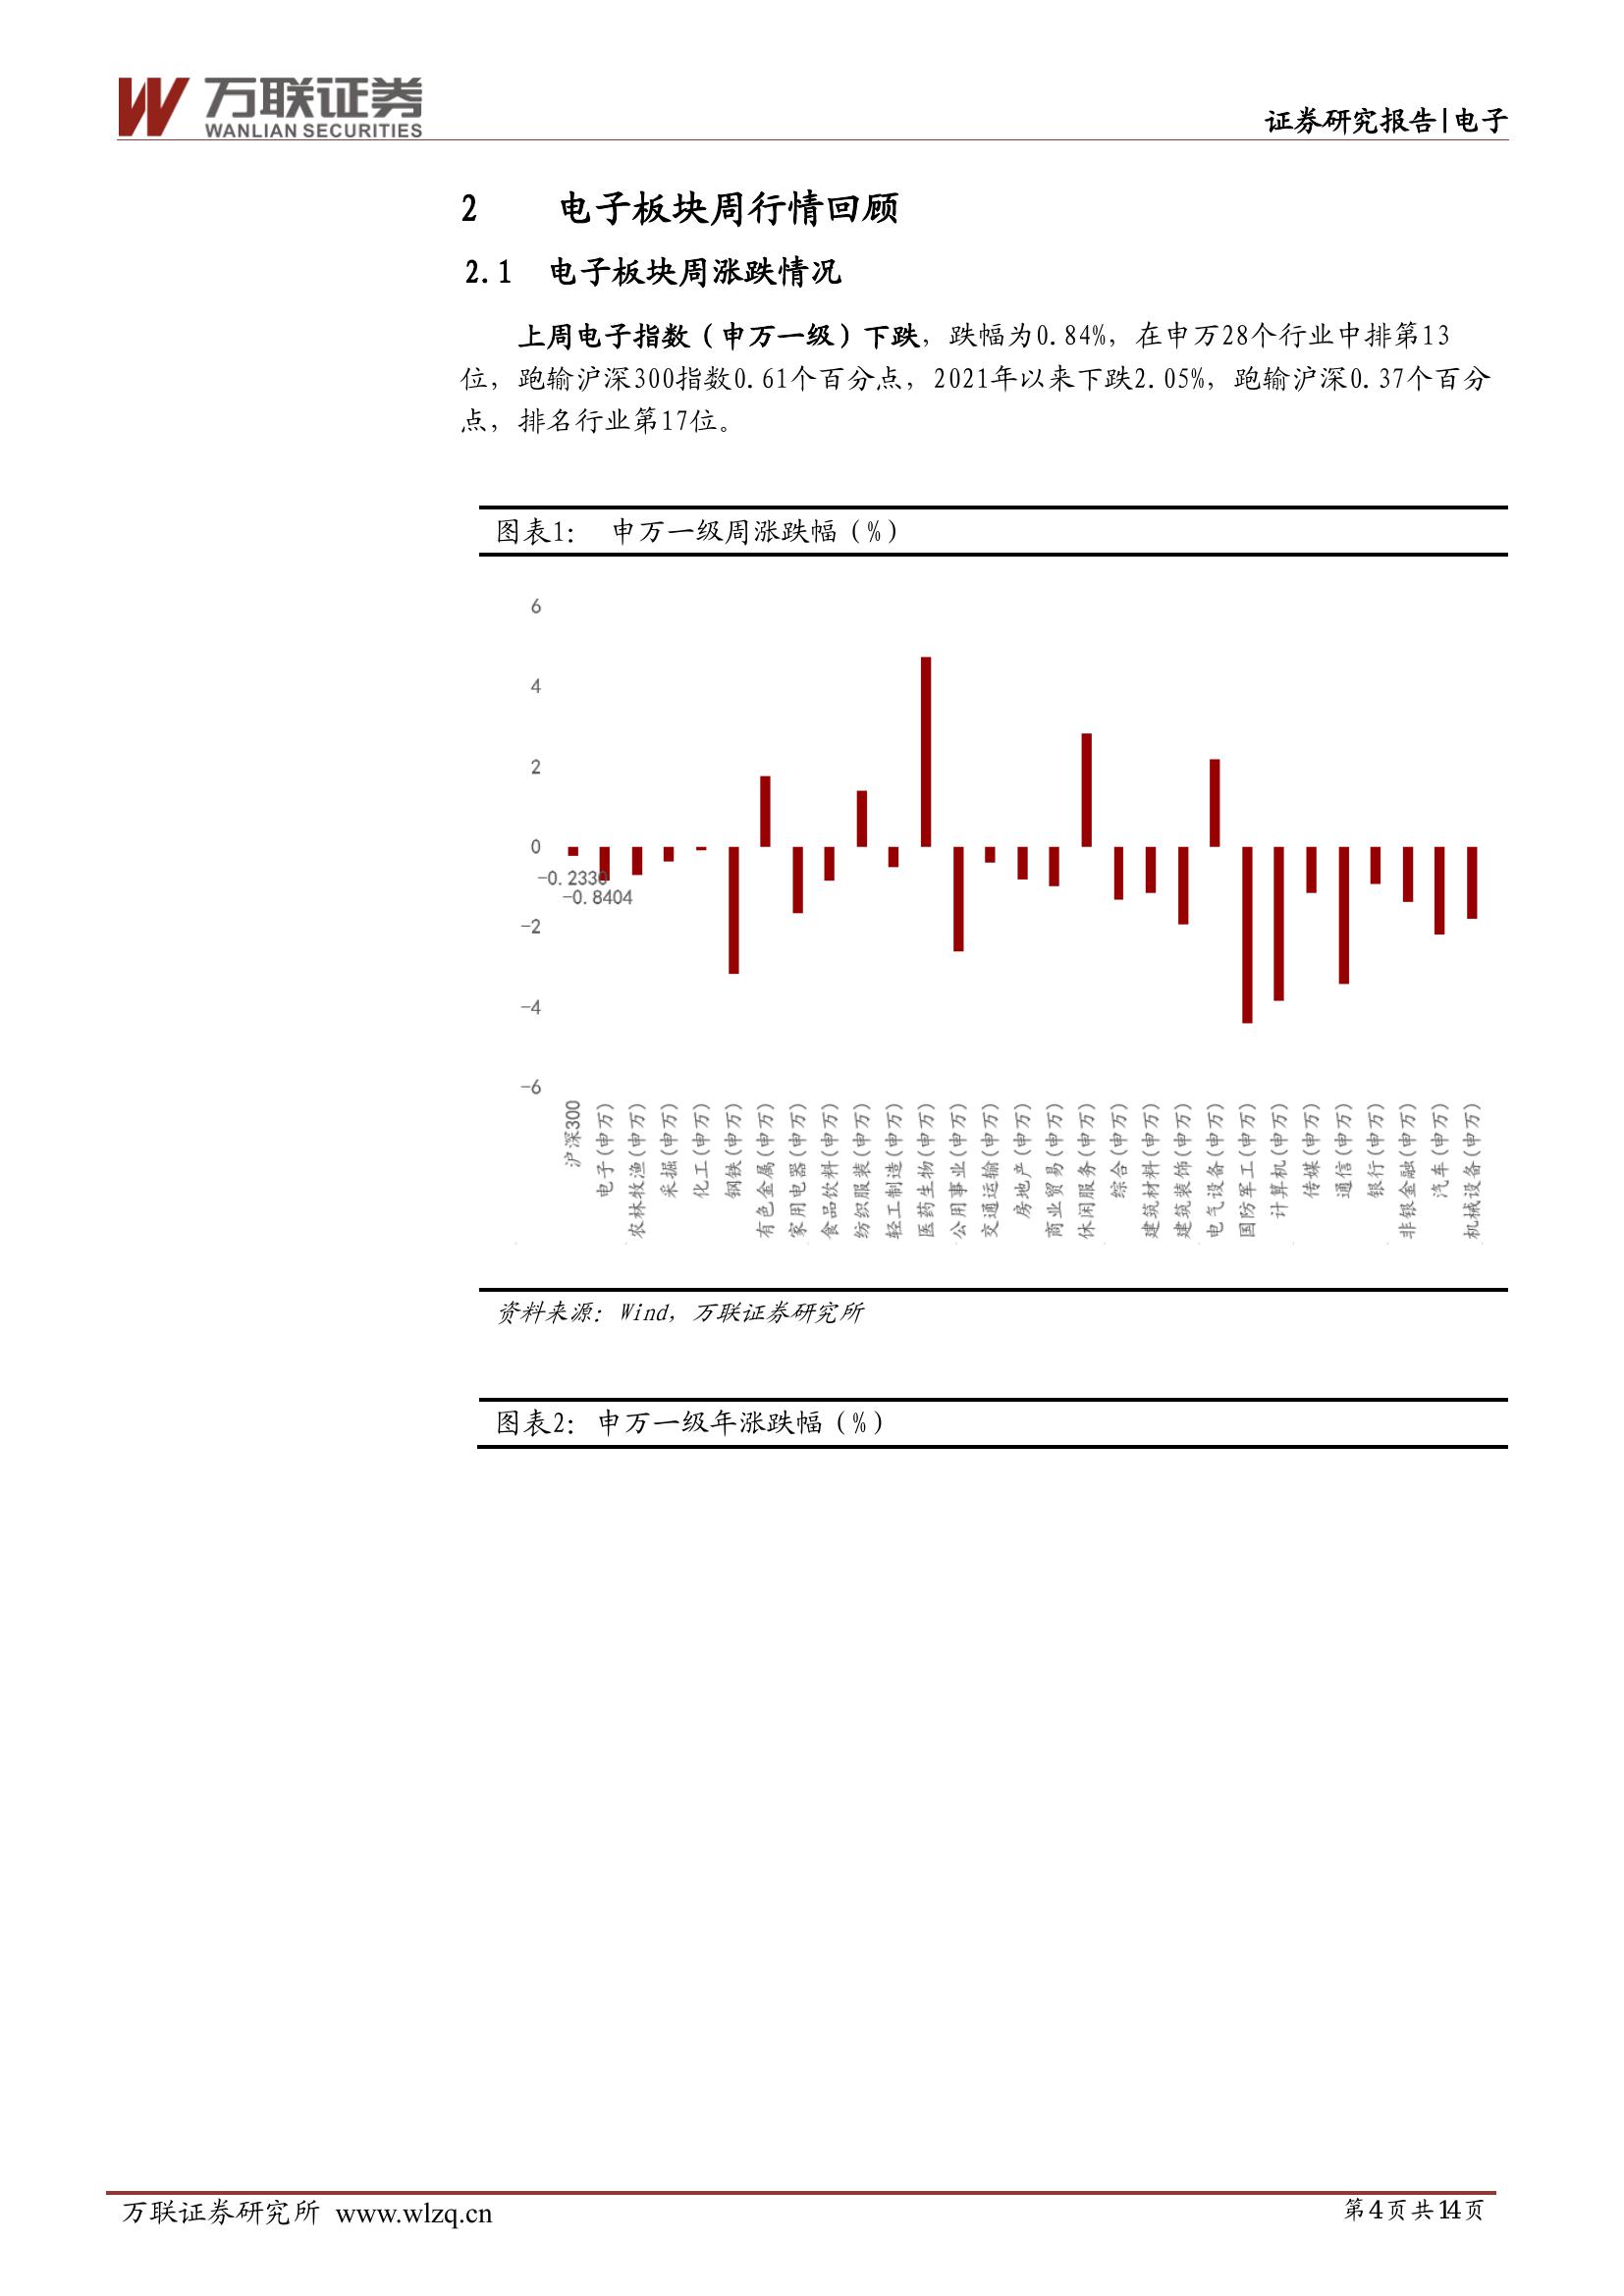 万联证券
WANLIAN SECURITIES
证券研究报告|电子
2 电子板块周行情回顾
2.1 电子板块周涨跌情况
上周电子指数（申万一级）下跌，跌幅为0.84%，在申万28个行业中排第13
位，跑输沪深300指数0.61个百分点，2021年以来下跌2.05%，跑输沪深0.37个百分
点，排名行业第17位。
图表1： 申万一级周涨跌幅（%）
6
4
2
0
-0.2330
-0.8404
-2
-4
-6
沪深300
电子(申万)
农林牧渔(申万)
采掘(申万)
化工(申万)
钢铁(申万)
有色金属(申万)
家用电器(申万)
食品饮料(申万)
纺织服装(申万)
轻工制造(申万)
医药生物(申万)
公用事业(申万)
交通运输(申万)
房地产(申万)
商业贸易(申万)
休闲服务(申万)
综合(申万)
建筑材料(申万)
建筑装饰(申万)
电气设备(申万)
国防军工(申万)
计算机(申万)
传媒(申万)
通信(申万)
银行(申万)
非银金融(申万)
汽车(申万)
机械设备(申万)
资料来源：Wind，万联证券研究所
图表2：申万一级年涨跌幅（%）
万联证券研究所 www.wlzq.cn
第4页共14页